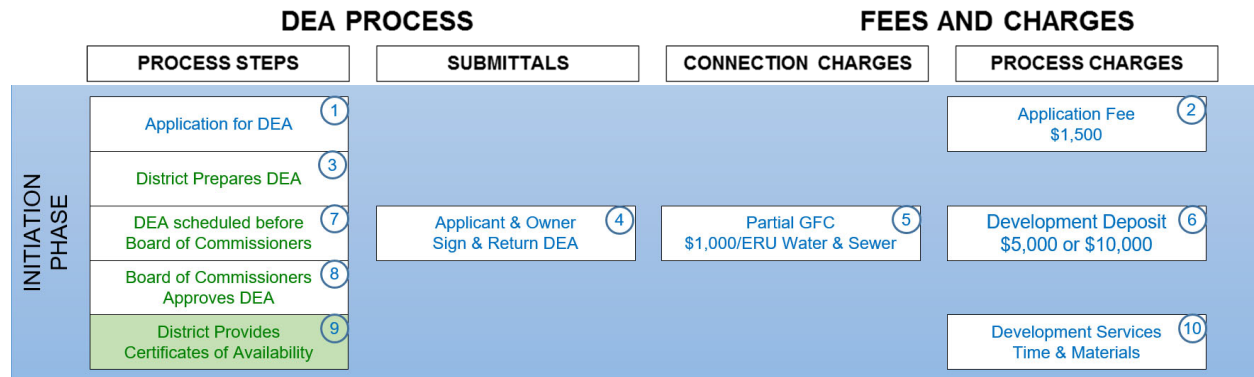 DEA PROCESS
FEES AND CHARGES
PROCESS STEPS
SUBMITTALS
CONNECTION CHARGES
PROCESS CHARGES
INITIATION
PHASE
Application for DEA
1
Application Fee
$1,500
2
District Prepares DEA
3
DEA scheduled before
Board of Commissioners
7
Applicant & Owner
Sign & Return DEA
4
Partial GFC
$1,000/ERU Water & Sewer
5
Development Deposit
$5,000 or $10,000
6
Board of Commissioners
Approves DEA
8
District Provides
Certificates of Availability
9
Development Services
Time & Materials
10